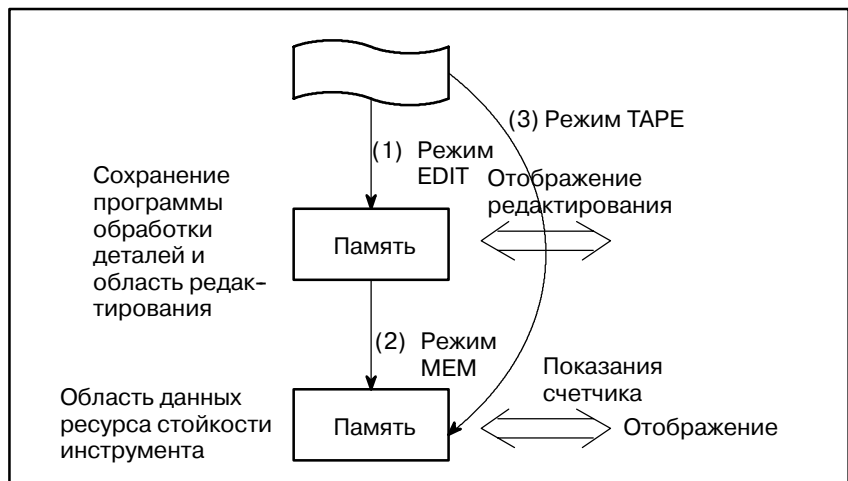 (3) Режим TAPE
(1) Режим
EDIT
Сохранение
программы
обработки
деталей и
область редак-
тирования
Отображение
редактирования
Память
(2) Режим
MEM
Область данных
ресурса стойкости
инструмента
Память
Показания
счетчика
Отображение